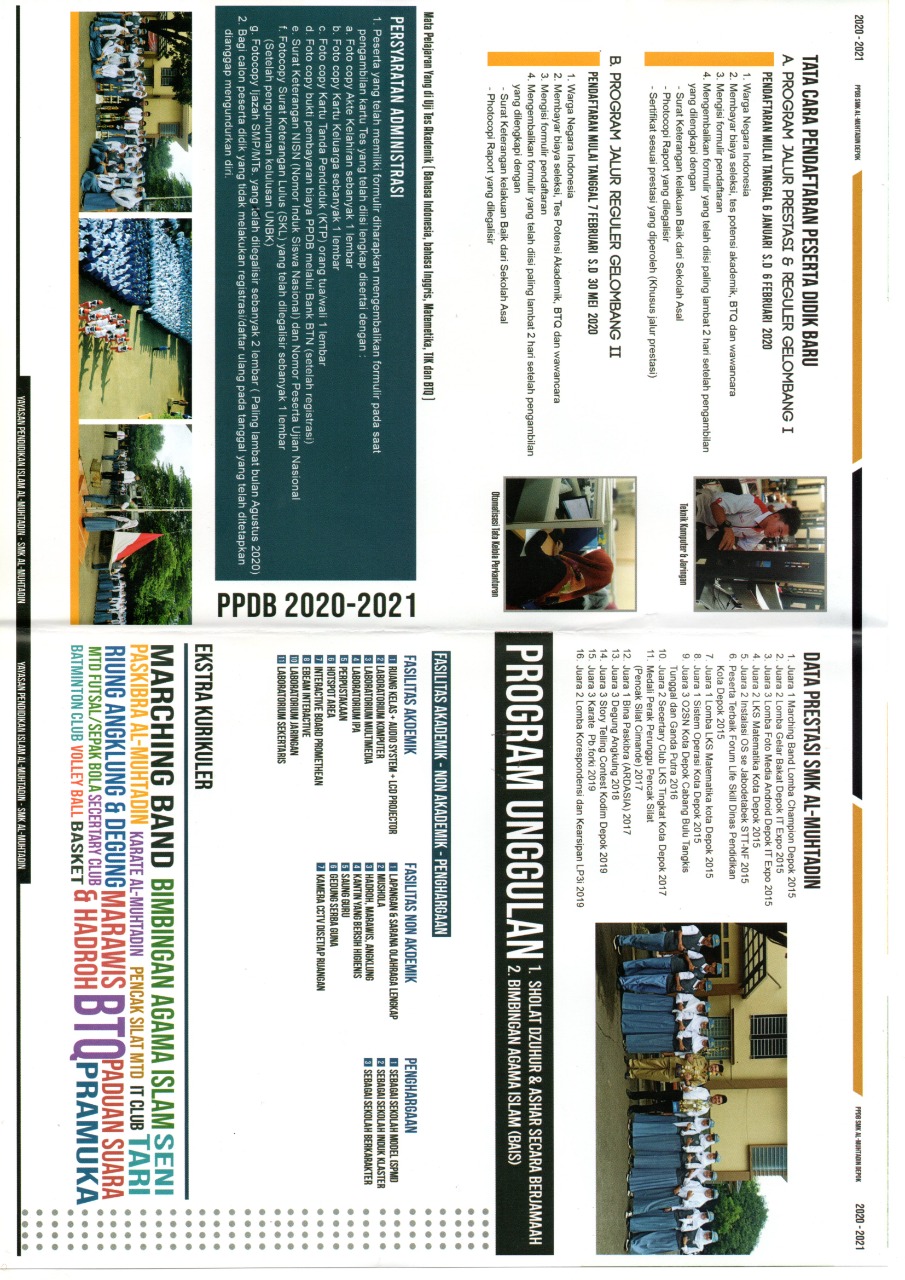 2020 - 2021
PPDB SMK AL-MUHTADIN DEPOK
TATA CARA PENDAFTARAN PESERTA DIDIK BARU
A. PROGRAM JALUR PRESTASI & REGULER GELOMBANG I
PENDAFTARAN MULAI TANGGAL 6 JANUARI S.D 6 FEBRUARI 2020
1. Warga Negara Indonesia
2. Membayar biaya seleksi, tes potensi akademik, BTQ dan wawancara
3. Mengisi formulir pendaftaran
4. Mengembalikan formulir yang telah diisi paling lambat 2 hari setelah pengambilan
yang dilengkapi dengan
- Surat Keterangan kelakuan Baik dari Sekolah Asal
- Photocopi Raport yang dilegalisir
- Sertifikat sesuai prestasi yang diperoleh (Khusus jalur prestasi)
Teknik Komputer & Jaringan
B. PROGRAM JALUR REGULER GELOMBANG II
PENDAFTARAN MULAI TANGGAL 7 FEBRUARI S.D 30 MEI 2020
1. Warga Negara Indonesia
2. Membayar biaya seleksi, Tes Potensi Akademik, BTQ dan wawancara
3. Mengisi formulir pendaftaran
4. Mengembalikan formulir yang telah diisi paling lambat 2 hari setelah pengambilan
yang dilengkapi dengan
- Surat Keterangan kelakuan Baik dari Sekolah Asal
- Photocopi Raport yang dilegalisir
Otomatisasi Tata Kelola Perkantoran
Mata Pelajaran Yang di Uji Tes Akademik [ Bahasa Indonesia, bahasa Inggris, Matemetika, TIK dan BTQ ]
PERSYARATAN ADMINISTRASI
1. Peserta yang telah memiliki formulir diharapkan mengembalikan formulir pada saat
pengambilan kartu Tes yang telah diisi lengkap disertai dengan :
a. Foto copy Akte Kelahiran sebanyak 1 lembar
b. Foto copy Kartu Keluarga sebanyak 1 lembar
c. Foto copy Kartu Tanda Penduduk (KTP) orang tua/wali 1 lembar
d. Foto copy bukti pembayaran biaya PPDB melalui Bank BTN (setelah registrasi)
e. Surat Keterangan NISN (Nomor Induk Siswa Nasional) dan Nomor Peserta Ujian Nasional
f. Fotocopy Surat Keterangan Lulus (SKL) yang telah dilegalisir sebanyak 1 lembar
(Setelah pengumuman kelulusan UNBK)
g. Fotocopy Ijazah SMP/MTs. yang telah dilegalisir sebanyak 2 lembar ( Paling lambat bulan Agustus 2020)
2. Bagi calon peserta didik yang tidak melakukan registrasi/daftar ulang pada tanggal yang telah ditetapkan
dianggap mengundurkan diri.
PPDB 2020-2021
YAYASAN PENDIDIKAN ISLAM AL-MUHTADIN - SMK AL-MUHTADIN
PPDB SMK AL-MUHTADIN DEPOK
2020 - 2021
DATA PRESTASI SMK AL-MUHTADIN
1. Juara 1 Marching Band Lomba Champion Depok 2015
2. Juara 2 Lomba Gelar Bakat Depok IT Expo 2015
3. Juara 3 Lomba Foto Media Android Depok IT Expo 2015
4. Juara 2 LKS Matematika Kota Depok 2015
5. Juara 2 Instalasi OS se Jabodetabek STT-NF 2015
6. Peserta Terbaik Forum Life Skill Dinas Pendidikan
Kota Depok 2015
7. Juara 1 Lomba LKS Matematika kota Depok 2015
8. Juara 1 Sistem Operasi Kota Depok 2015
9. Juara 3 O2SN Kota Depok Cabang Bulu Tangkis
Tunggal dan Ganda Putra 2016
10. Juara 2 Secertary Club LKS Tingkat Kota Depok 2017
11. Medali Perak Perunggu Pencak Silat
(Pencak Silat Cimande) 2017
12. Juara 1 Bina Paskibra (ARDASIA) 2017
13. Juara 3 Degung Angkulng 2018
14. Juara 3 Story Telling Contest Kodim Depok 2019
15. Juara 3 Karate Pb.forki 2019
16. Juara 2 Lomba Korespondensi dan Kearsipan LP3i 2019
PROGRAM UNGGULAN
1. SHOLAT DZUHUR & ASHAR SECARA BERJAMAAH
2. BIMBINGAN AGAMA ISLAM (BAIS)
FASILITAS AKADEMIK - NON AKADEMIK - PENGHARGAAN
FASILITAS AKDEMIK
1 RUANG KELAS + AUDIO SYSTEM + LCD PROJECTOR
2 LABORATORIUM KOMPUTER
3 LABORATORIUM MULTIMEDIA
4 LABORATORIUM IPA
5 PERPUSTAKAAN
6 HOTSPOT AREA
7 INTERACTIVE BOARD PROMETHEAN
8 EBEAM INTERACTIVE
10 LABORATORIUM JARINGAN
11 LABORATORIUM SEKERTARIS
FASILITAS NON AKDEMIK
1 LAPANGAN & SARANA OLAHRAGA LENGKAP
2 MUSHOLA
3 HADROH, MARAWIS, ANGKLUNG
4 KANTIN YANG BERSIH HIGIENIS
5 SAUNG GURU
6 GEDUNG SERBA GUNA
7 KAMERA CCTV DISETIAP RUANGAN
PENGHARGAAN
1 SEBAGAI SEKOLAH MODEL (SPMI)
2 SEBAGAI SEKOLAH INDUK KLASTER
3 SEBAGAI SEKOLAH BERKARAKTER
EKSTRA KURIKULER
MARCHING BAND BIMBINGAN AGAMA ISLAM SENI TARI
PASKIBRA AL-MUHTADIN KARATE AL-MUHTADIN PENCAK SILAT MTD IT CLUB
RIUNG ANGKLUNG & DEGUNG MARAWIS & HADROH BTQ PADUAN SUARA
MTD FUTSAL/SEPAK BOLA SECERTARY CLUB PRAMUKA
BATMINTON CLUB VOLLEY BALL BASKET
YAYASAN PENDIDIKAN ISLAM AL-MUHTADIN - SMK AL-MUHTADIN